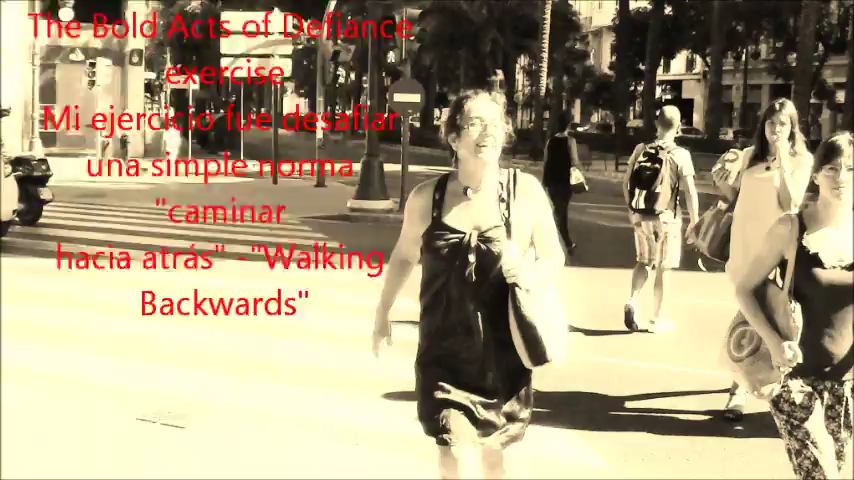 The Bold Acts of Defiance
exercise
Mi ejercicio fue desafiar
una simple norma
"caminar
hacia atrás" -"Walking
Backwards"